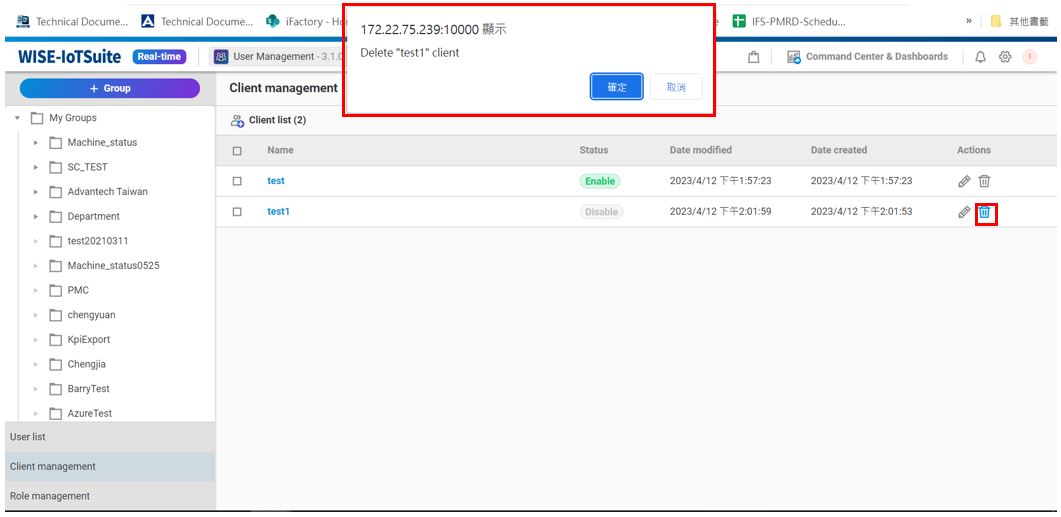 Technical Docume...
Technical Docume...
iFactory - Ho
IFS-PMRD-Schedu...
»
其他書籤
172.22.75.239:10000 顯示
Delete "test1" client
確定
取消
WISE-IoTSuite
Real-time
User Management - 3.1.0
Command Center & Dashboards
+ Group
Client management
My Groups
Client list (2)
Machine_status
SC_TEST
Advantech Taiwan
Department
test20210311
Machine_status0525
PMC
chengyuan
KpiExport
Chengjia
BarryTest
AzureTest
Name
Status
Date modified
Date created
Actions
test
Enable
2023/4/12 下午1:57:23
2023/4/12 下午1:57:23
test1
Disable
2023/4/12 下午2:01:59
2023/4/12 下午2:01:53
User list
Client management
Role management